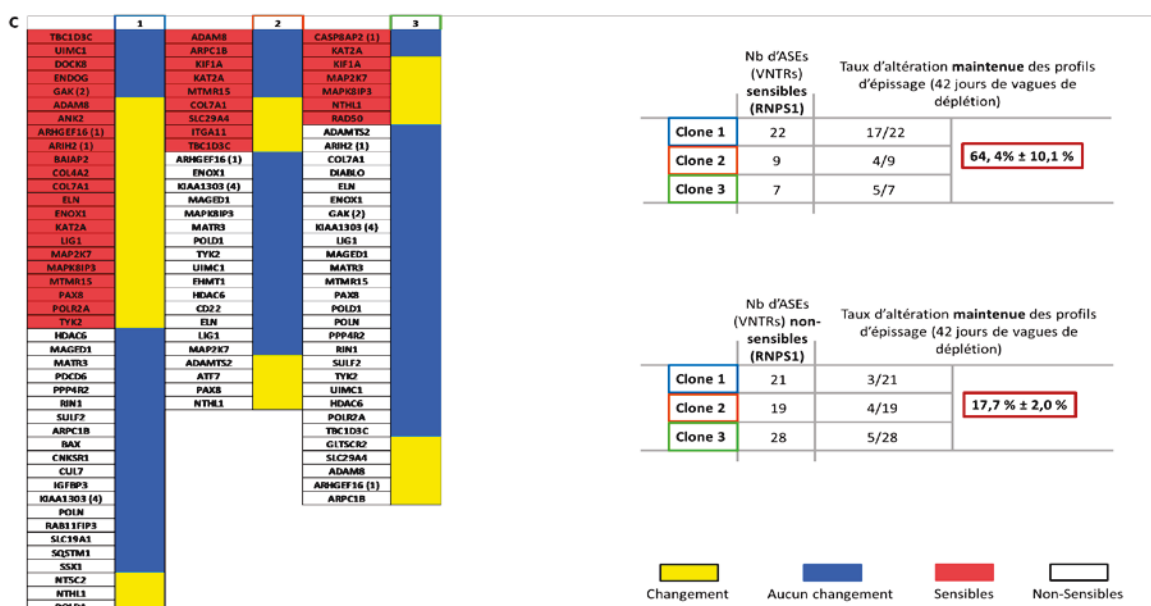 C
1
TBC1D3C
UIMC1
DOCK8
ENDOG
GAK (2)
ADAM8
ANK2
ARHGEF16 (1)
ARIH2 (1)
BAIAP2
COL4A2
COL7A1
ELN
ENOX1
KAT2A
LIG1
MAP2K7
MAPK8IP3
MTMR15
PAX8
POLR2A
TYK2
HDAC6
MAGED1
MATR3
PDCD6
PPP4R2
RIN1
SULF2
ARPC1B
BAX
CNKSR1
CUL7
IGFBP3
KIAA1303 (4)
POLN
RAB11FIP3
SLC19A1
SQSTM1
SSX1
NTSC2
NTHL1
2
ADAM8
ARPC1B
KIF1A
KAT2A
MTMR15
COL7A1
SLC29A4
ITGA11
TBC1D3C
ARHGEF16 (1)
ENOX1
KIAA1303 (4)
MAGED1
MAPK8IP3
MATR3
POLD1
TYK2
UIMC1
EHMT1
HDAC6
CD22
ELN
LIG1
MAP2K7
ADAMTS2
ATF7
PAX8
NTHL1
3
CASP8AP2 (1)
KAT2A
KIF1A
MAP2K7
MAPK8IP3
NTHL1
RAD50
ADAMTS2
ARIH2 (1)
COL7A1
DIABLO
ELN
ENOX1
GAK (2)
KIAA1303 (4)
LIG1
MAGED1
MATR3
MTMR15
PAX8
POLD1
POLN
PPP4R2
RIN1
SULF2
TYK2
UIMC1
HDAC6
POLR2A
TBC1D3C
GLTSCR2
SLC29A4
ADAM8
ARHGEF16 (1)
ARPC1B
Nb d'ASEs
(VNTRs)
sensibles
(RNPS1)
Taux d'altération maintenue des profils
d'épissage (42 jours de vagues de
déplétion)
Clone 1 22 17/22
Clone 2 9 4/9
Clone 3 7 5/7
64, 4% ± 10,1 %
Nb d'ASEs
(VNTRs) non-
sensibles
(RNPS1)
Taux d'altération maintenue des profils
d'épissage (42 jours de vagues de
déplétion)
Clone 1 21 3/21
Clone 2 19 4/19
Clone 3 28 5/28
17,7 % ± 2,0 %
Changement
Aucun changement
Sensibles
Non-Sensibles